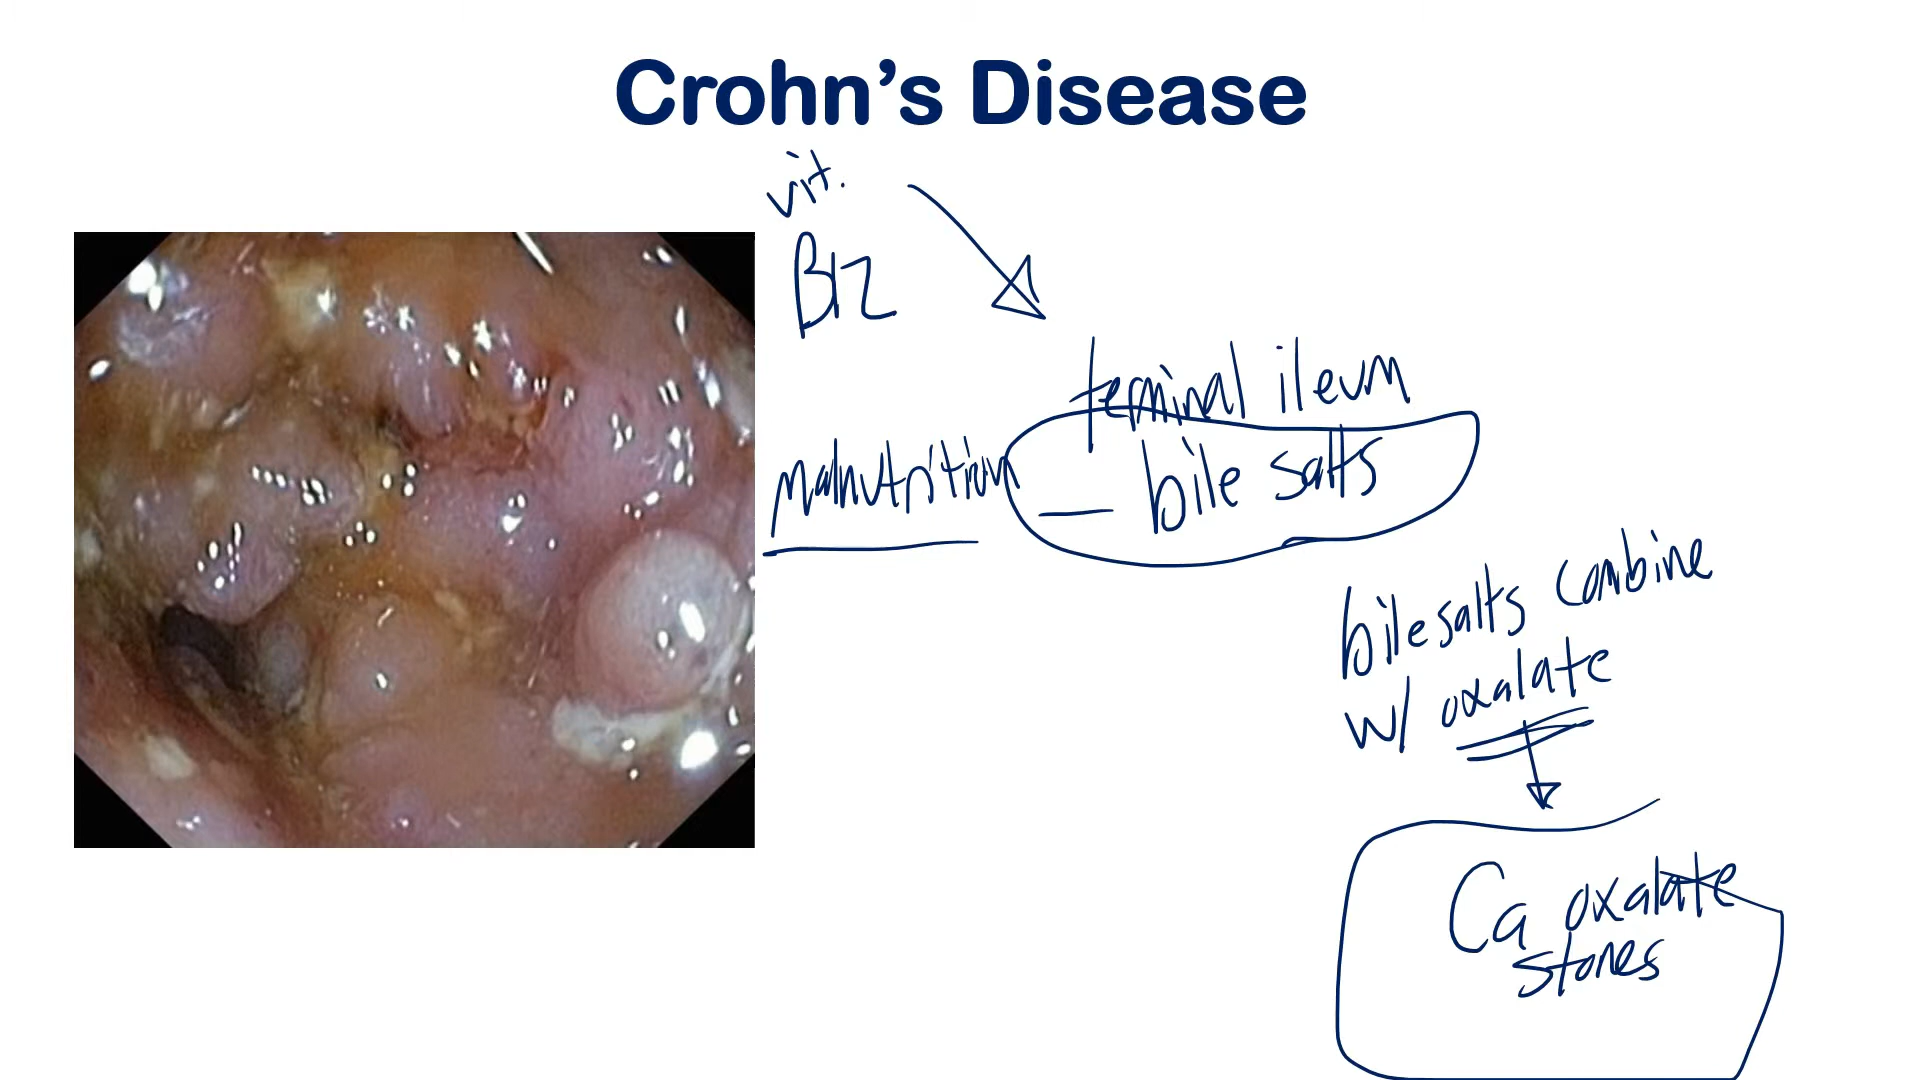 Crohn's Disease
vit.
B12
terminal ileum
malnutrition
— bile salts
bile salts combine
w/ oxalate
Ca oxalate
stones